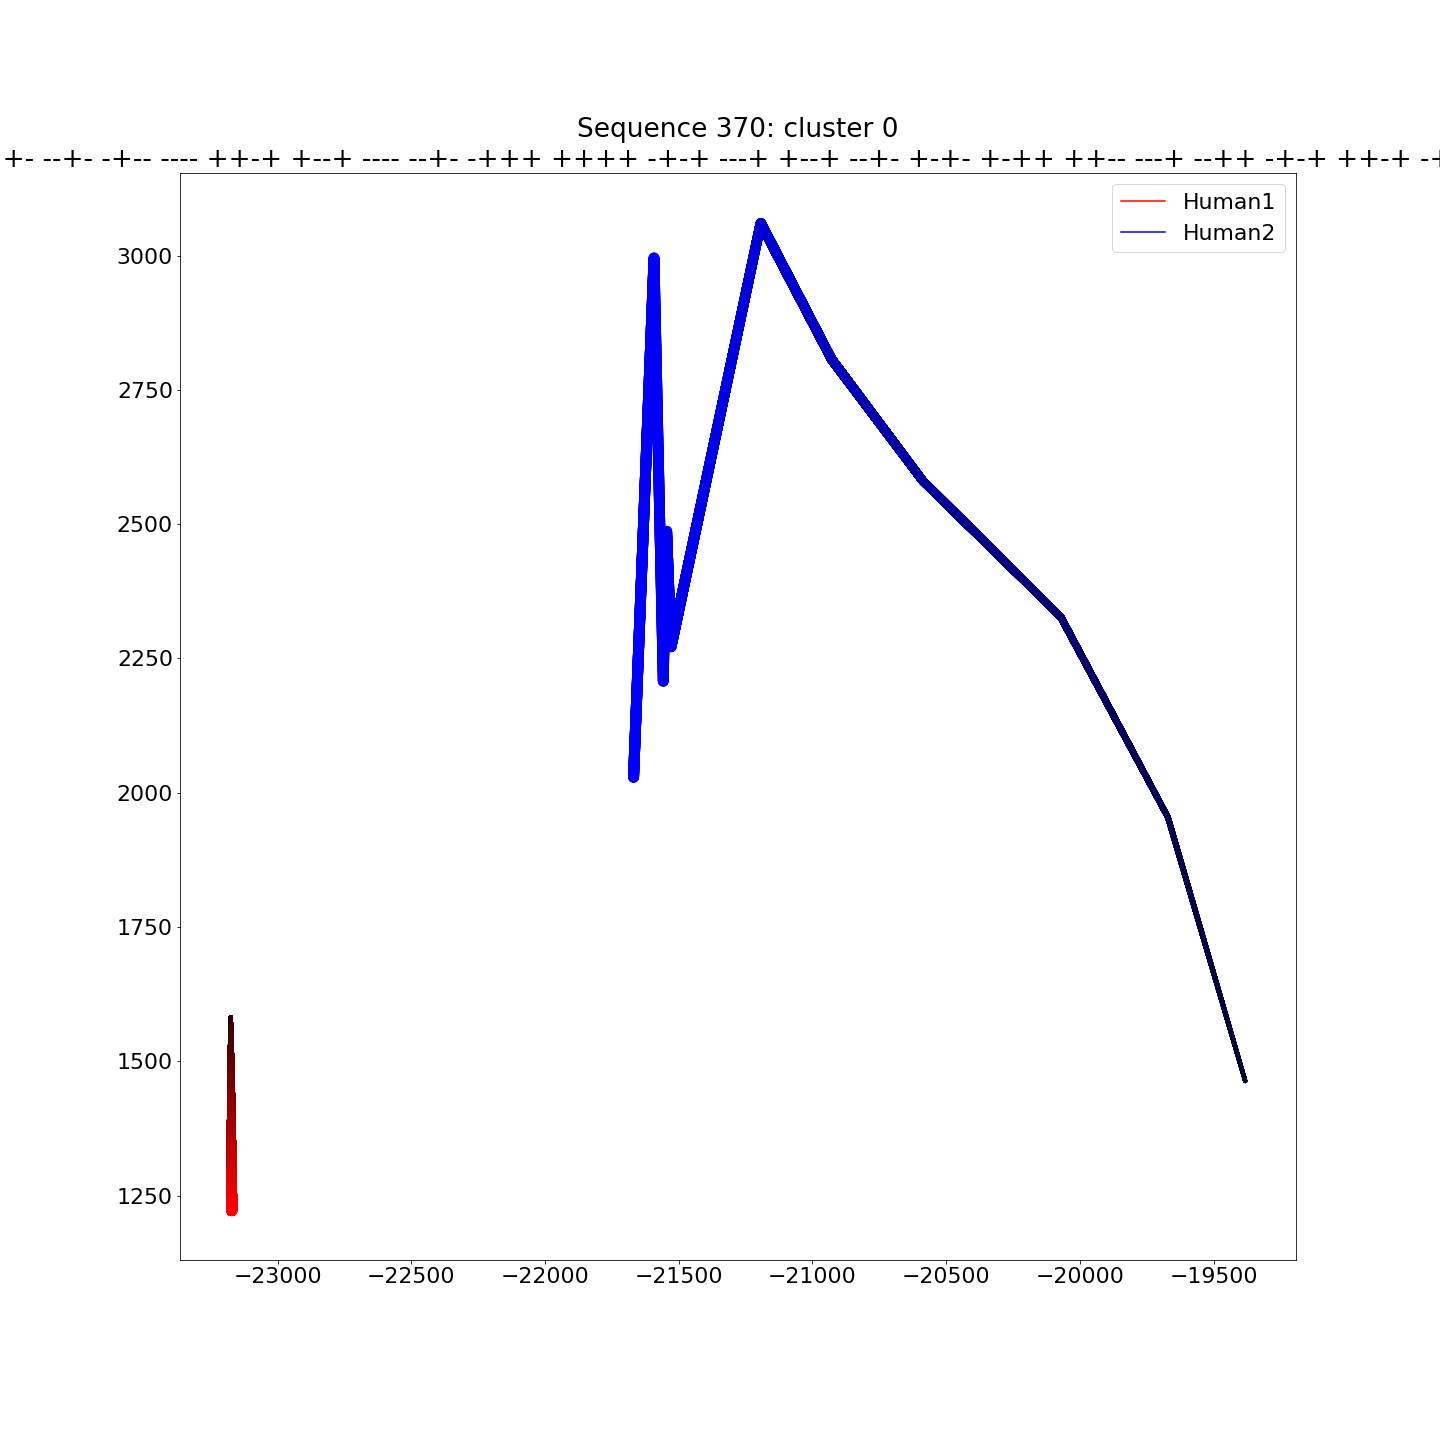 Sequence 370: cluster 0
+- --+- -+-- ---- ++-+ +--+ ---- --+- -+++ ++++ -+-+ ---+ +--+ --+- +-+- +-++ ++-- ---+ --++ -+-+ ++-+ -+
Human1
Human2
3000
2750
2500
2250
2000
1750
1500
1250
−23000 −22500 −22000 −21500 −21000 −20500 −20000 −19500